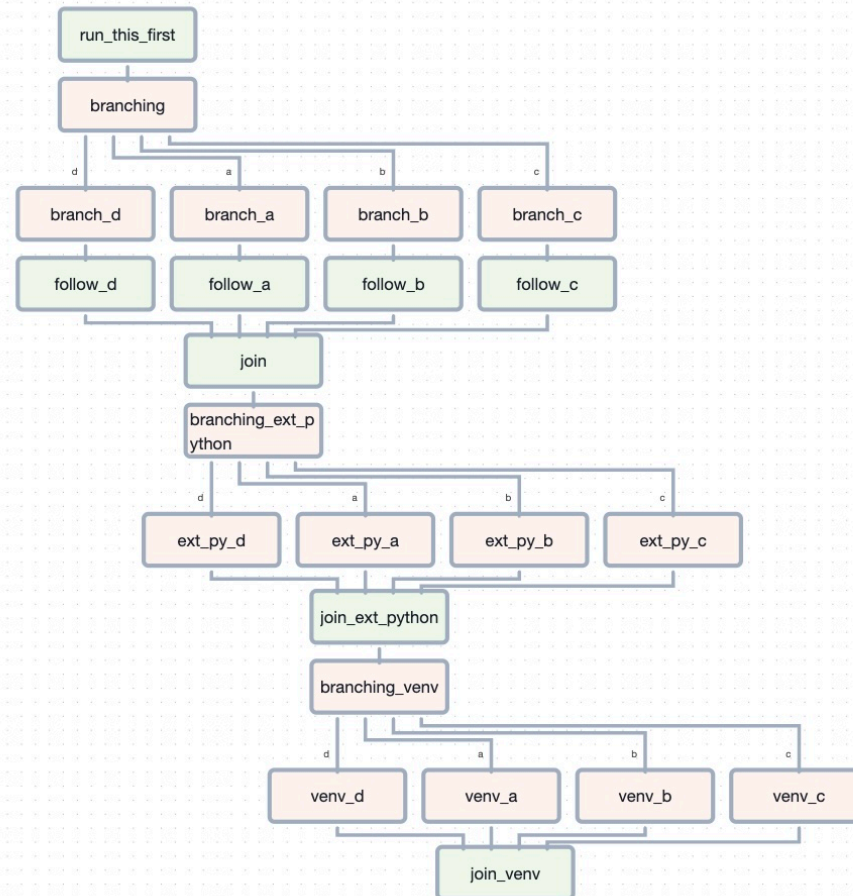 run_this_first
branching
d a b c
branch_d branch_a branch_b branch_c
follow_d follow_a follow_b follow_c
join
branching_ext_p
ython
d a b c
ext_py_d ext_py_a ext_py_b ext_py_c
join_ext_python
branching_venv
d a b c
venv_d venv_a venv_b venv_c
join_venv